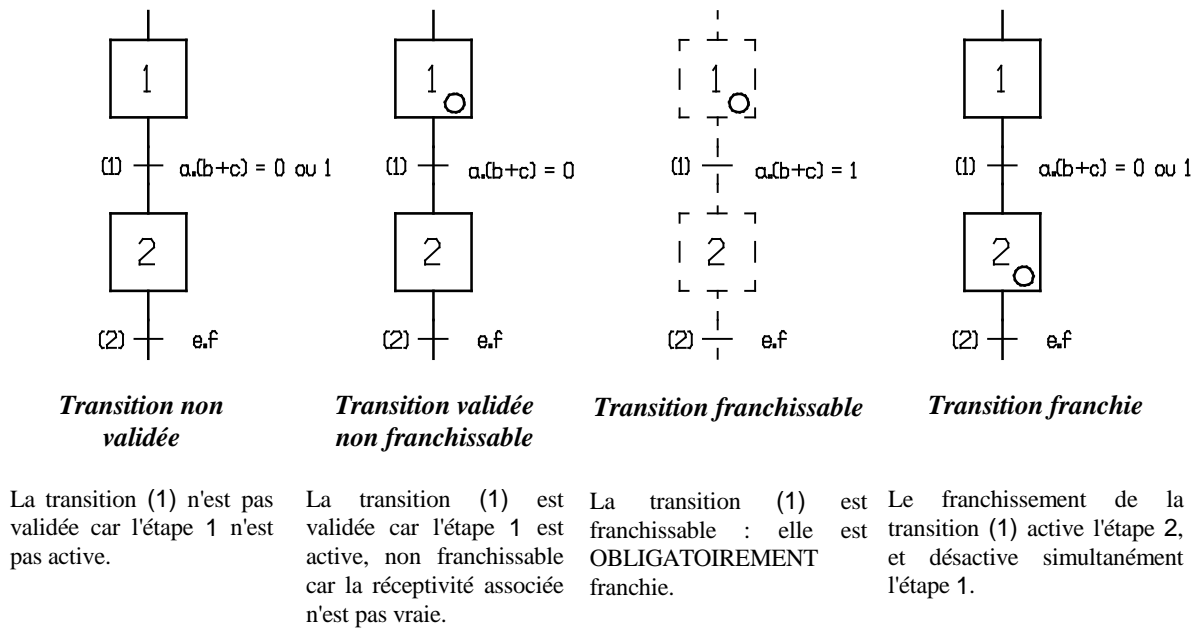 1
(1) a.(b+c) = 0 ou 1
2
(2) e.f
Transition non
validée
La transition (1) n'est pas
validée car l'étape 1 n'est
pas active.
1
(1) a.(b+c) = 0
2
(2) e.f
Transition validée
non franchissable
La transition (1) est
validée car l'étape 1 est
active, non franchissable
car la réceptivité associée
n'est pas vraie.
1
(1) a.(b+c) = 1
2
(2) e.f
Transition franchissable
La transition (1) est
franchissable : elle est
OBLIGATOIREMENT
franchie.
1
(1) a.(b+c) = 0 ou 1
2
(2) e.f
Transition franchie
Le franchissement de la
transition (1) active l'étape 2,
et désactive simultanément
l'étape 1.